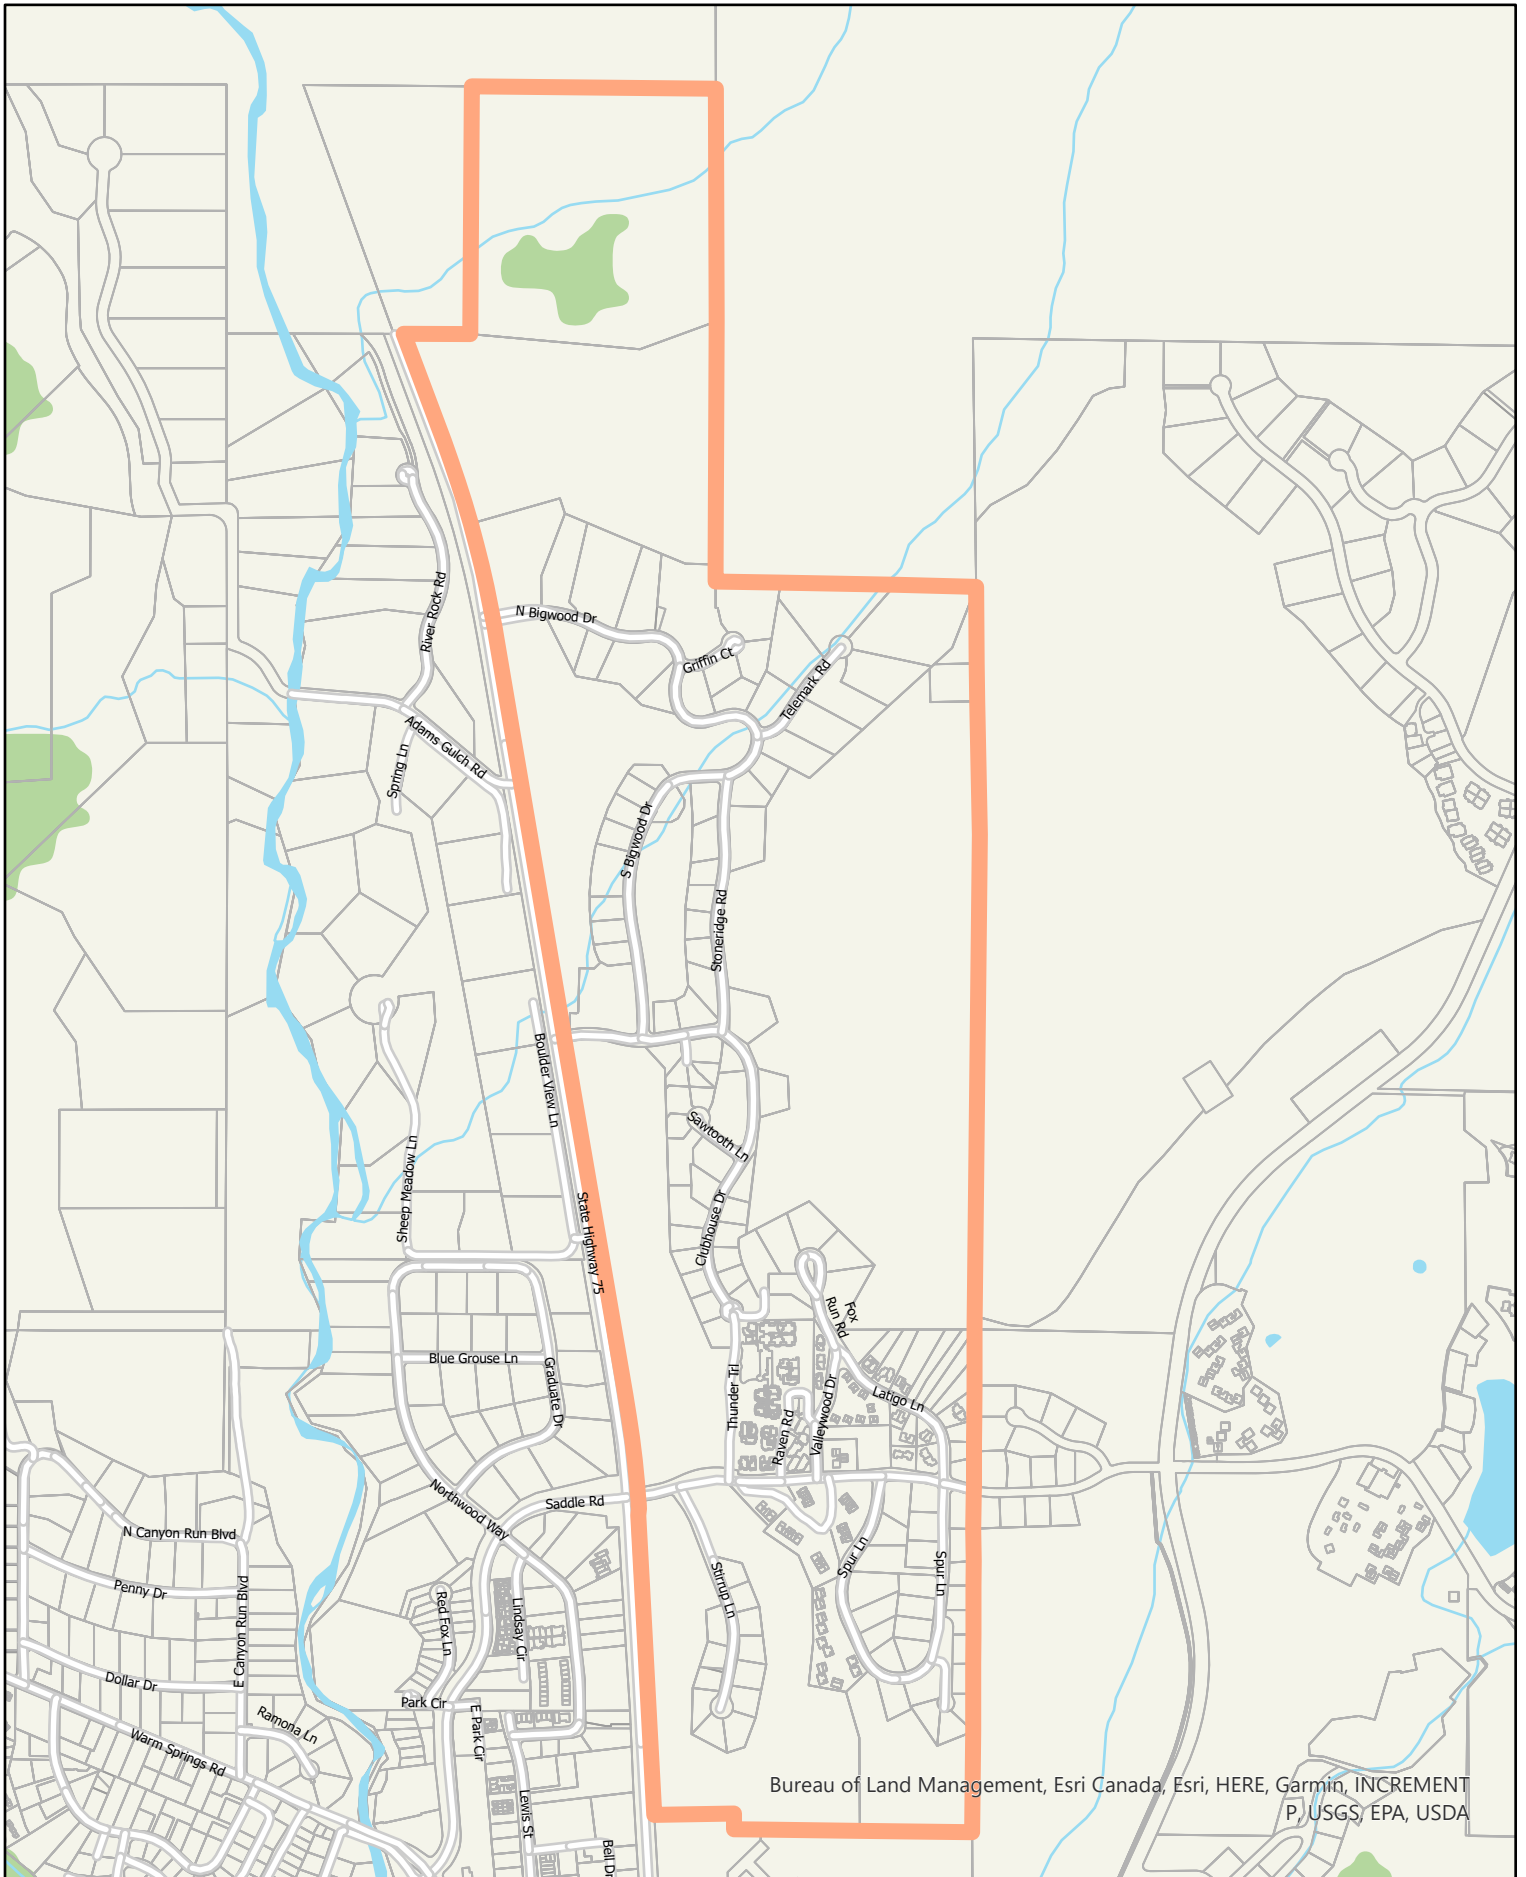 N Bigwood Dr
River Rock Rd
Griffin Ct
Telemark Rd
Adams Gulch Rd
Spring Ln
S Bigwood Dr
Stoneridge Rd
Boulder View Ln
Sawtooth Ln
Sheep Meadow Ln
State Highway 75
Clubhouse Dr
Fox
Run Rd
Blue Grouse Ln
Graduate Dr
Thunder Trl
Latigo Ln
Raven Rd
Valleywood Dr
Northwood Way
Saddle Rd
N Canyon Run Blvd
Penny Dr
E Canyon Run Blvd
Red Fox Ln
Lindsay Cir
Stirrup Ln
Spur Ln
Spur Ln
Dollar Dr
Park Cir
E Park Cir
Ramona Ln
Warm Springs Rd
Lewis St
Bell Dr
Bureau of Land Management, Esri Canada, Esri, HERE, Garmin, INCREMENT
P, USGS, EPA, USDA